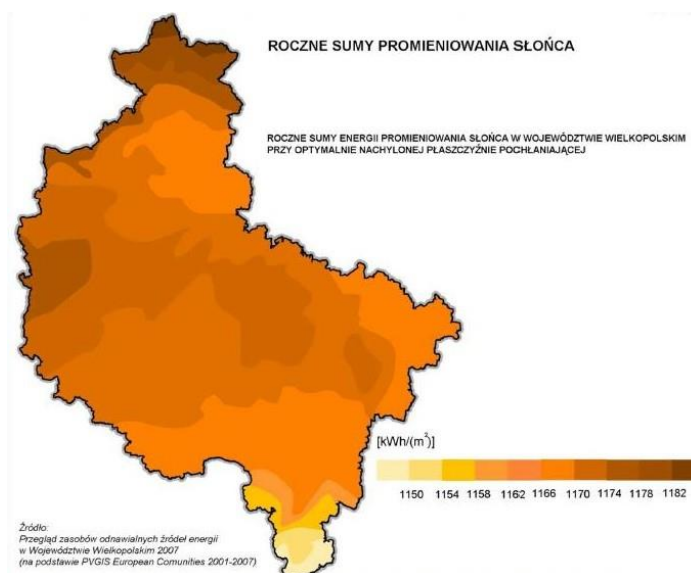 ROCZNE SUMY PROMIENIOWANIA SŁOŃCA
ROCZNE SUMY ENERGII PROMIENIOWANIA SŁOŃCA W WOJEWÓDZTWIE WIELKOPOLSKIM
PRZY OPTYMALNIE NACHYLONEJ PŁASZCZYŹNIE POCHŁANIAJĄCEJ
[kWh/(m²)]
1150 1154 1158 1162 1166 1170 1174 1178 1182
Źródło:
Przegląd zasobów odnawialnych źródeł energii
w Województwie Wielkopolskim 2007
(na podstawie PVGIS European Comunities 2001-2007)